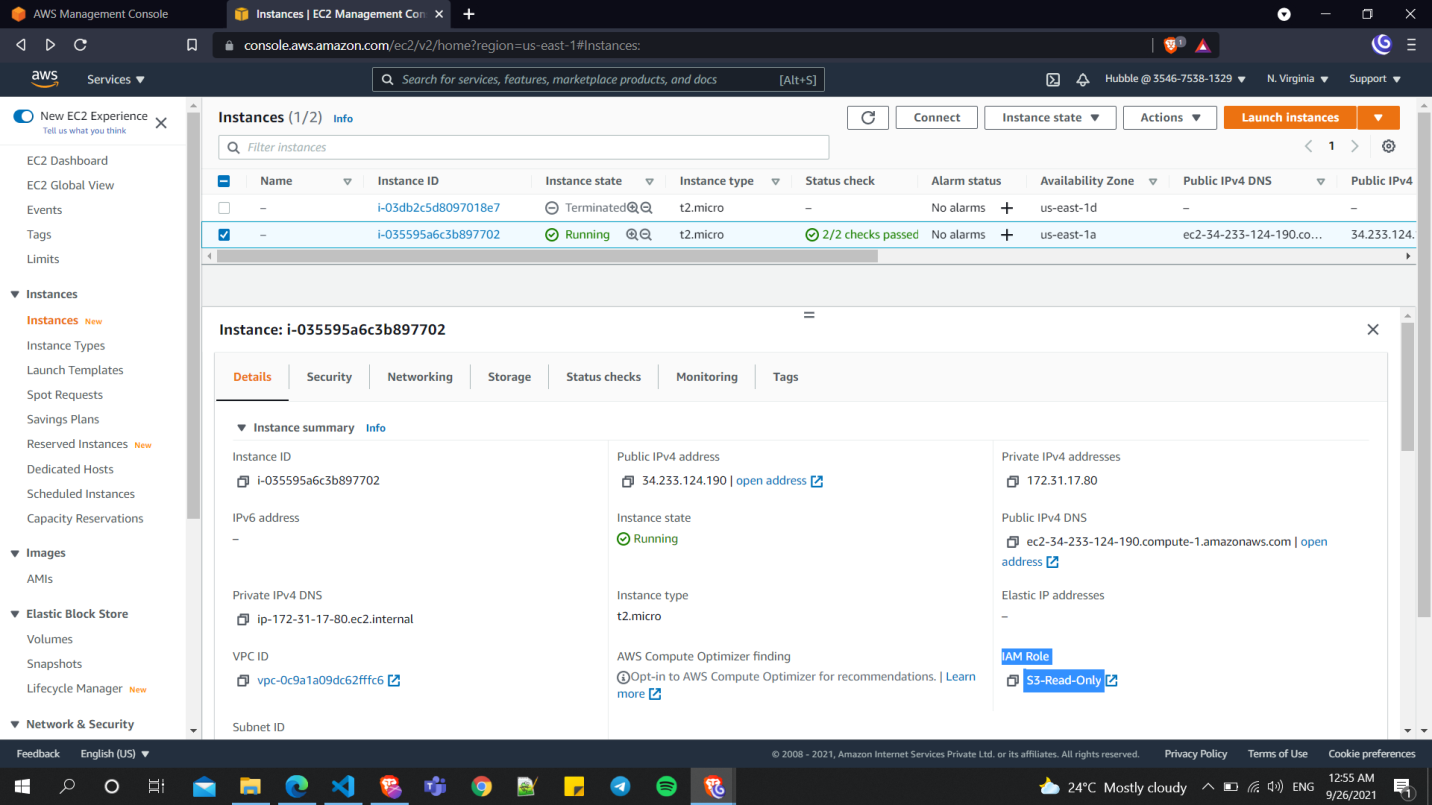 AWS Management Console
Instances | EC2 Management Con
console.aws.amazon.com/ec2/v2/home?region=us-east-1#Instances:
1
aws
Services
Search for services, features, marketplace products, and docs [Alt+S]
Hubble @ 3546-7538-1329
N. Virginia
Support
New EC2 Experience
Tell us what you think
EC2 Dashboard
EC2 Global View
Events
Tags
Limits
Instances
Instances New
Instance Types
Launch Templates
Spot Requests
Savings Plans
Reserved Instances New
Dedicated Hosts
Scheduled Instances
Capacity Reservations
Images
AMIs
Elastic Block Store
Volumes
Snapshots
Lifecycle Manager New
Network & Security
Instances (1/2) Info
Connect
Instance state
Actions
Launch instances
Filter instances
1
Name Instance ID Instance state Instance type Status check Alarm status Availability Zone Public IPv4 DNS Public IPv4
– i-03db2c5d8097018e7 Terminated t2.micro – No alarms + us-east-1d – –
– i-035595a6c3b897702 Running t2.micro 2/2 checks passed No alarms + us-east-1a ec2-34-233-124-190.co... 34.233.124.
Instance: i-035595a6c3b897702
Details Security Networking Storage Status checks Monitoring Tags
Instance summary Info
Instance ID
i-035595a6c3b897702
Public IPv4 address
34.233.124.190 | open address
Private IPv4 addresses
172.31.17.80
IPv6 address
–
Instance state
Running
Public IPv4 DNS
ec2-34-233-124-190.compute-1.amazonaws.com | open
address
Private IPv4 DNS
ip-172-31-17-80.ec2.internal
Instance type
t2.micro
Elastic IP addresses
–
VPC ID
vpc-0c9a1a09dc62fffc6
AWS Compute Optimizer finding
Opt-in to AWS Compute Optimizer for recommendations. | Learn
more
IAM Role
S3-Read-Only
Subnet ID
Feedback
English (US)
© 2008 - 2021, Amazon Internet Services Private Ltd. or its affiliates. All rights reserved.
Privacy Policy
Terms of Use
Cookie preferences
24°C Mostly cloudy
ENG
12:55 AM
9/26/2021
1